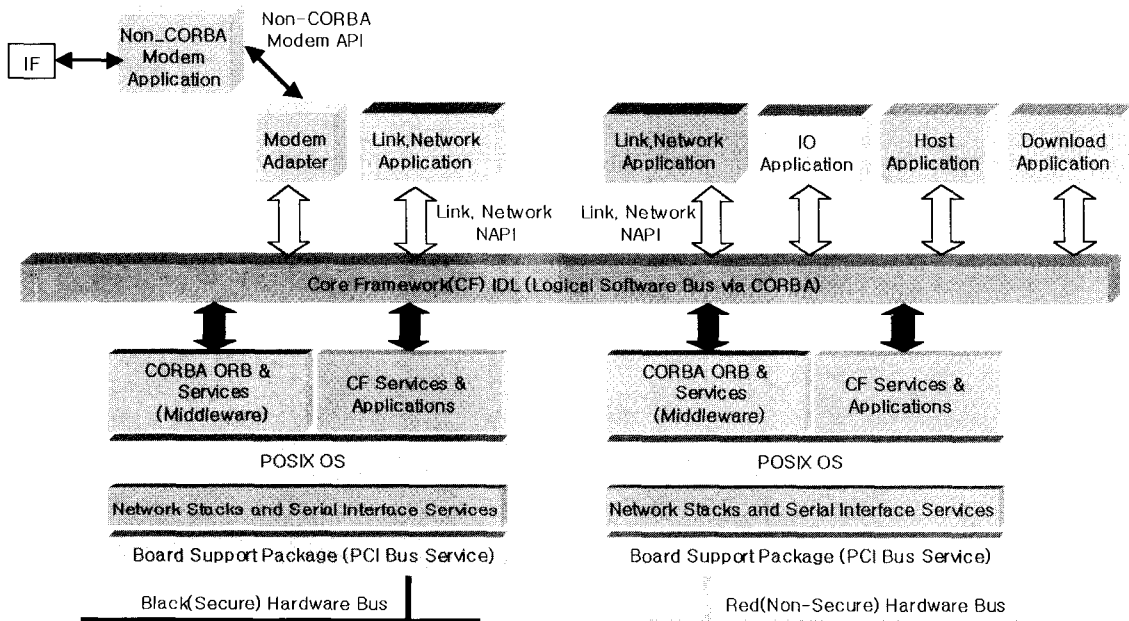 Non-CORBA
Modem API
Non_CORBA
Modem
Application
IF
Modem
Adapter
Link,Network
Application
Link,Network
Application
IO
Application
Host
Application
Download
Application
Link, Network
NAPI
Link, Network
NAPI
Core Framework(CF) IDL (Logical Software Bus via CORBA)
CORBA ORB &
Services
(Middleware)
CF Services &
Applications
CORBA ORB &
Services
(Middleware)
CF Services &
Applications
POSIX OS
POSIX OS
Network Stacks and Serial Interface Services
Network Stacks and Serial Interface Services
Board Support Package (PCI Bus Service)
Board Support Package (PCI Bus Service)
Black(Secure) Hardware Bus
Red(Non-Secure) Hardware Bus